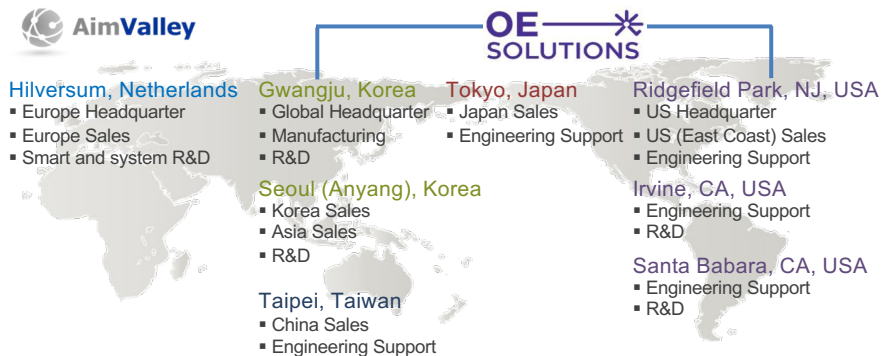 AimValley
OE SOLUTIONS
Hilversum, Netherlands
▪ Europe Headquarter
▪ Europe Sales
▪ Smart and system R&D
Gwangju, Korea
▪ Global Headquarter
▪ Manufacturing
▪ R&D
Seoul (Anyang), Korea
▪ Korea Sales
▪ Asia Sales
▪ R&D
Taipei, Taiwan
▪ China Sales
▪ Engineering Support
Tokyo, Japan
▪ Japan Sales
▪ Engineering Support
Ridgefield Park, NJ, USA
▪ US Headquarter
▪ US (East Coast) Sales
▪ Engineering Support
Irvine, CA, USA
▪ Engineering Support
▪ R&D
Santa Babara, CA, USA
▪ Engineering Support
▪ R&D